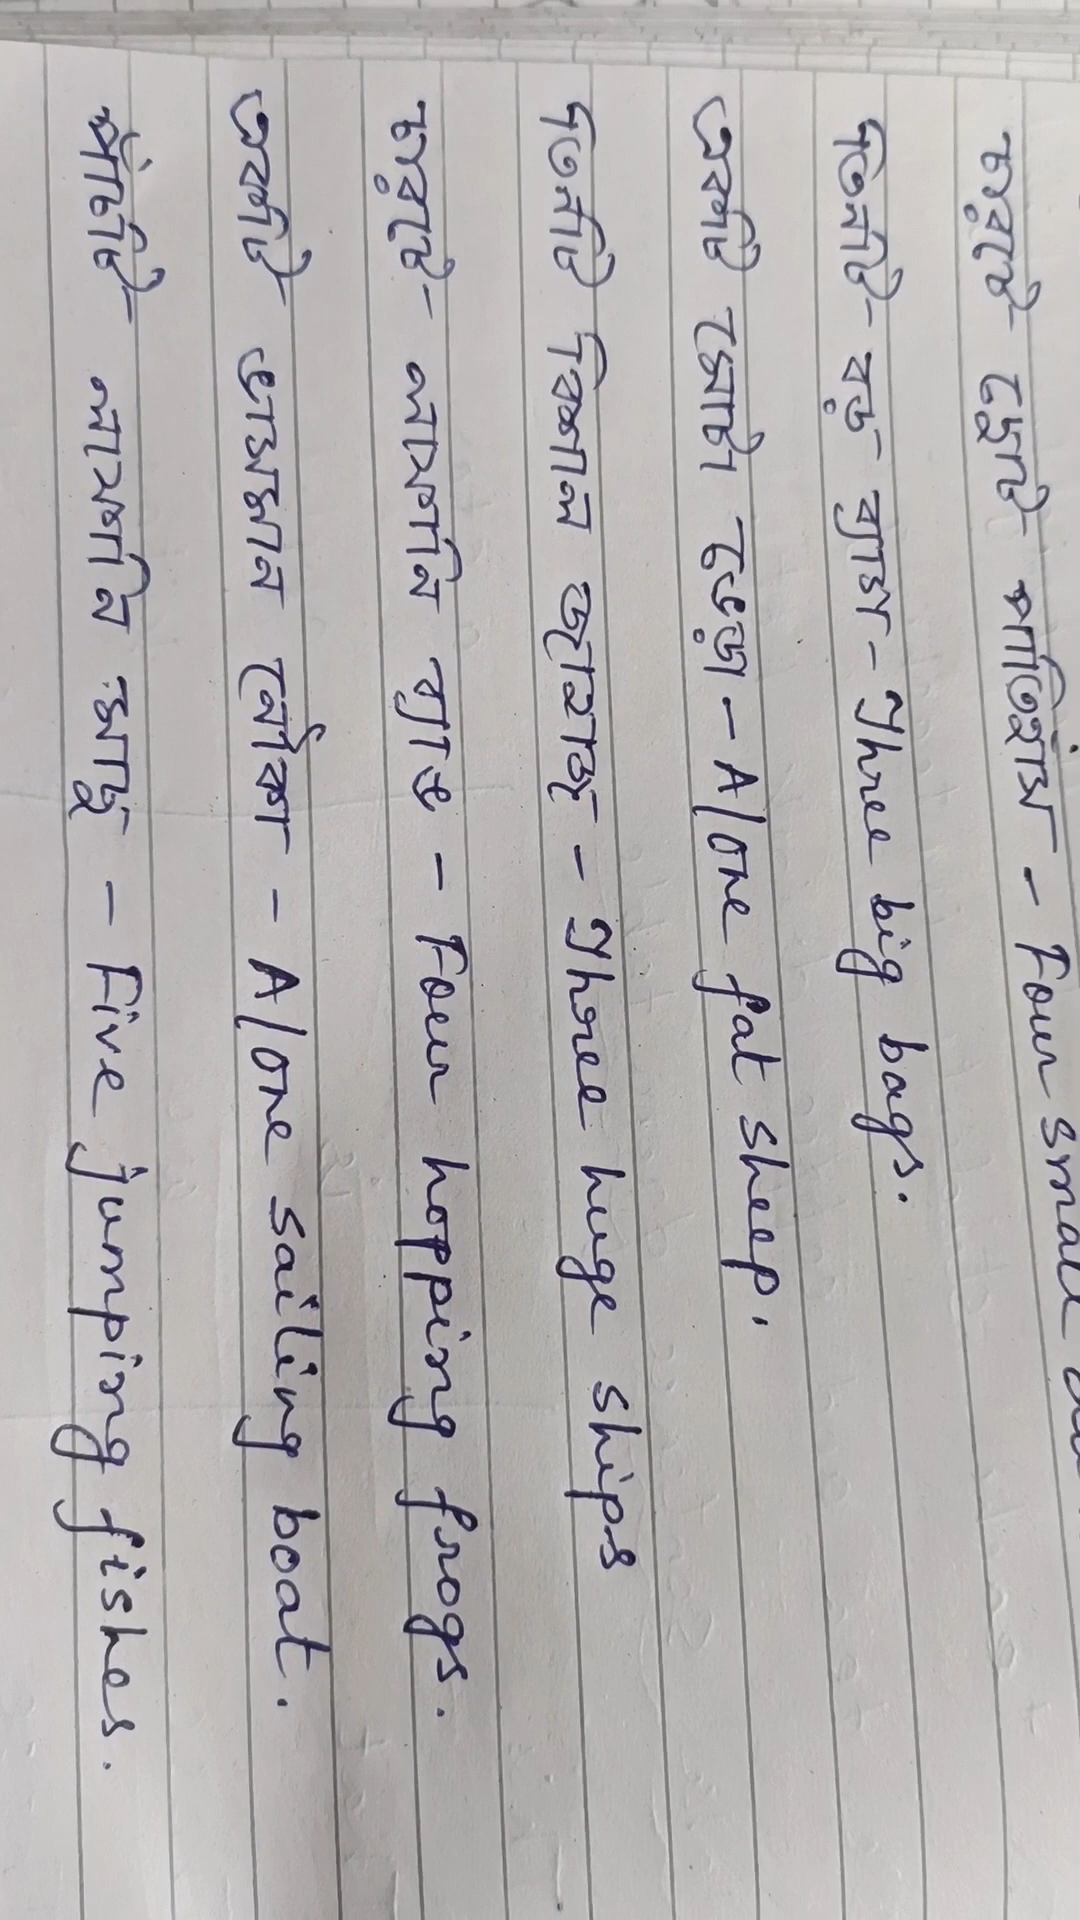 চারটে ছোট পাতিহাঁস - Four small
তিনটে বড় ব্যাগ - Three big bags.
একটি মোটা ভেড়া - A/one fat sheep.
তিনটি বিশাল জাহাজ - Three huge ships
চারটে লাফানি ব্যাঙ - Four hopping frogs.
একটি ভাসমান নৌকা - A/one sailing boat.
পাঁচটি লাফানি মাছ - Five jumping fishes.